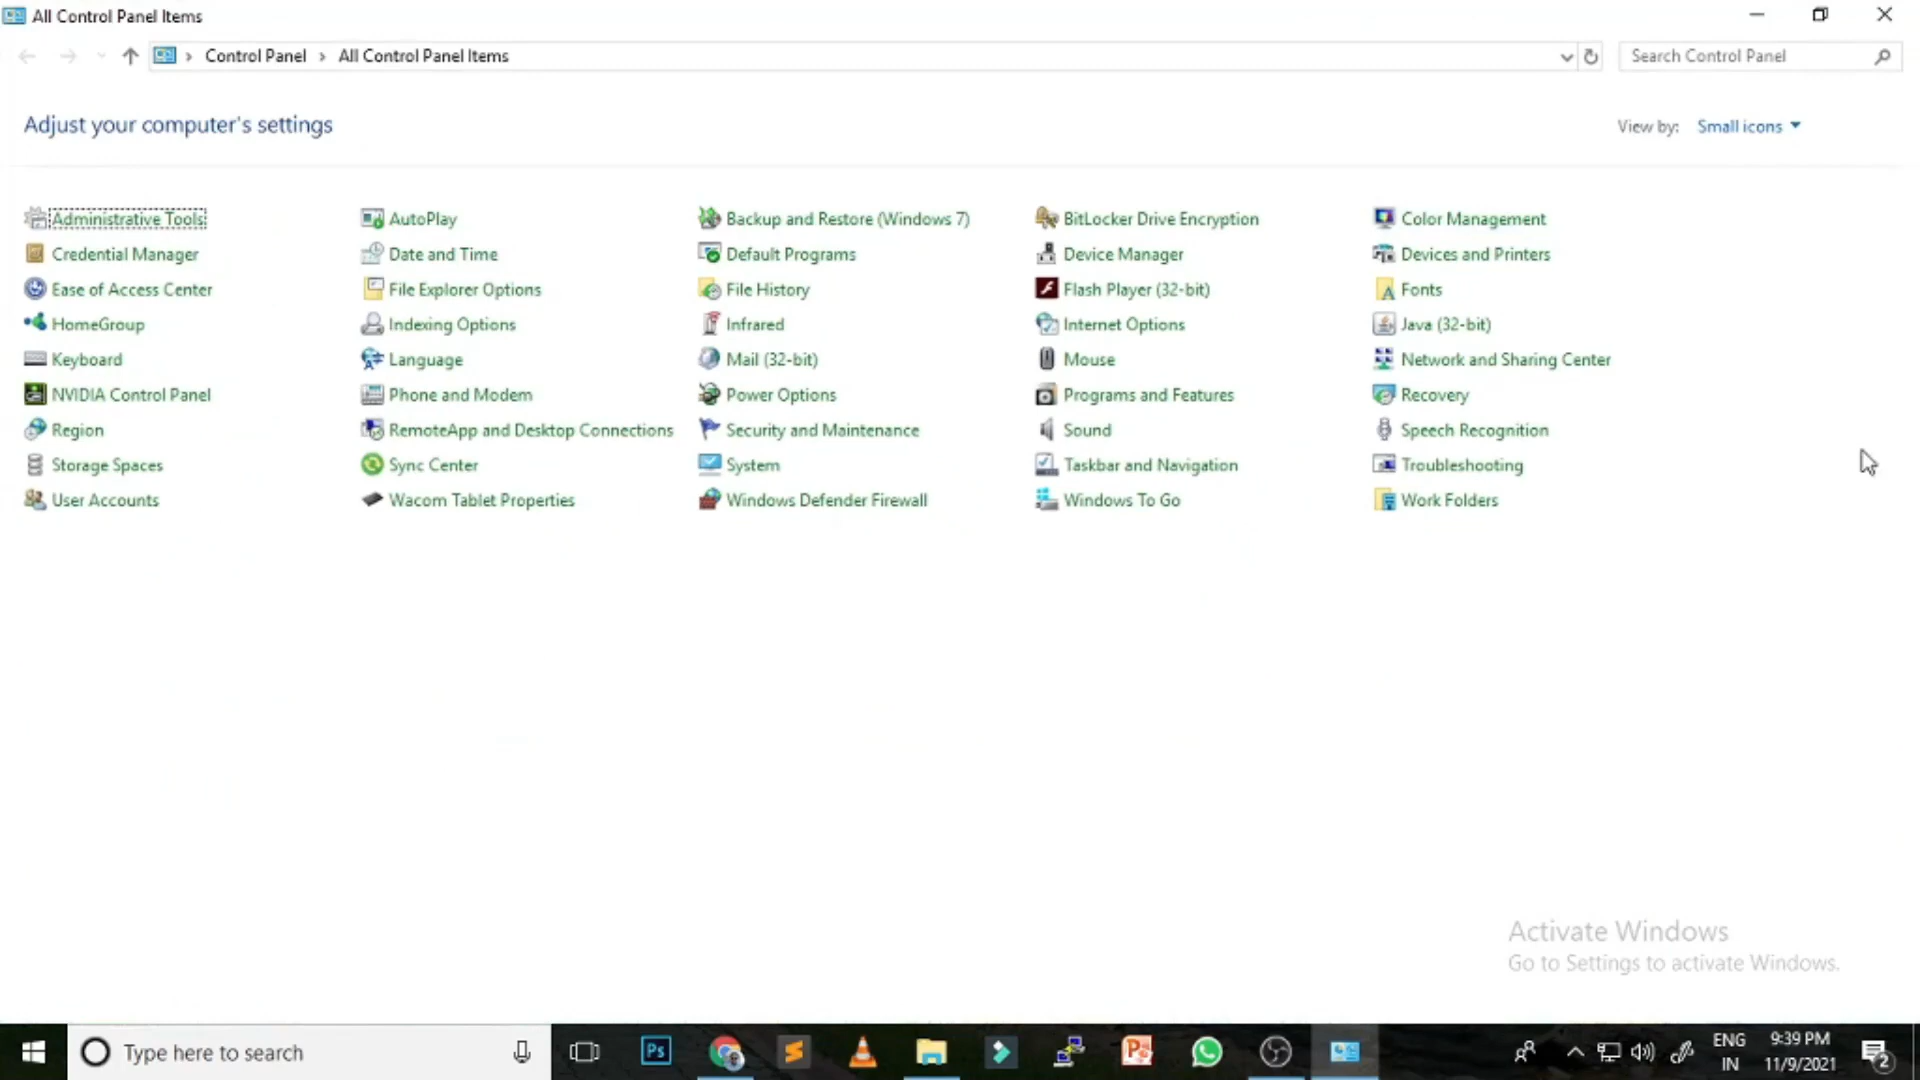 All Control Panel Items
Control Panel › All Control Panel Items
Search Control Panel
Adjust your computer's settings
View by: Small icons
Administrative Tools
AutoPlay
Backup and Restore (Windows 7)
BitLocker Drive Encryption
Color Management
Credential Manager
Date and Time
Default Programs
Device Manager
Devices and Printers
Ease of Access Center
File Explorer Options
File History
Flash Player (32-bit)
Fonts
HomeGroup
Indexing Options
Infrared
Internet Options
Java (32-bit)
Keyboard
Language
Mail (32-bit)
Mouse
Network and Sharing Center
NVIDIA Control Panel
Phone and Modem
Power Options
Programs and Features
Recovery
Region
RemoteApp and Desktop Connections
Security and Maintenance
Sound
Speech Recognition
Storage Spaces
Sync Center
System
Taskbar and Navigation
Troubleshooting
User Accounts
Wacom Tablet Properties
Windows Defender Firewall
Windows To Go
Work Folders
Activate Windows
Go to Settings to activate Windows.
Type here to search
Ps
ENG
IN
9:39 PM
11/9/2021
2